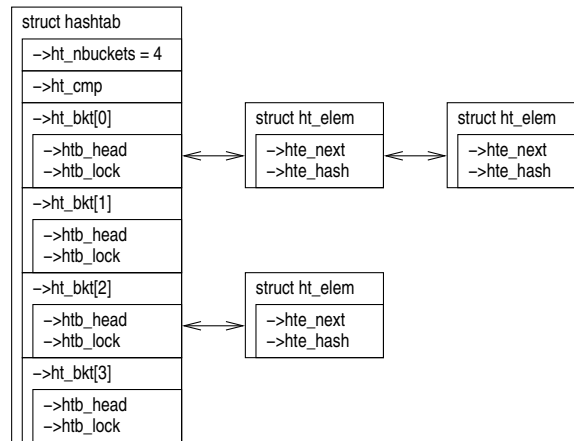 struct hashtab
−>ht_nbuckets = 4
−>ht_cmp
−>ht_bkt[0]
struct ht_elem
struct ht_elem
−>htb_head
−>hte_next
−>hte_next
−>htb_lock
−>hte_hash
−>hte_hash
−>ht_bkt[1]
−>htb_head
−>htb_lock
−>ht_bkt[2]
struct ht_elem
−>htb_head
−>hte_next
−>htb_lock
−>hte_hash
−>ht_bkt[3]
−>htb_head
−>htb_lock